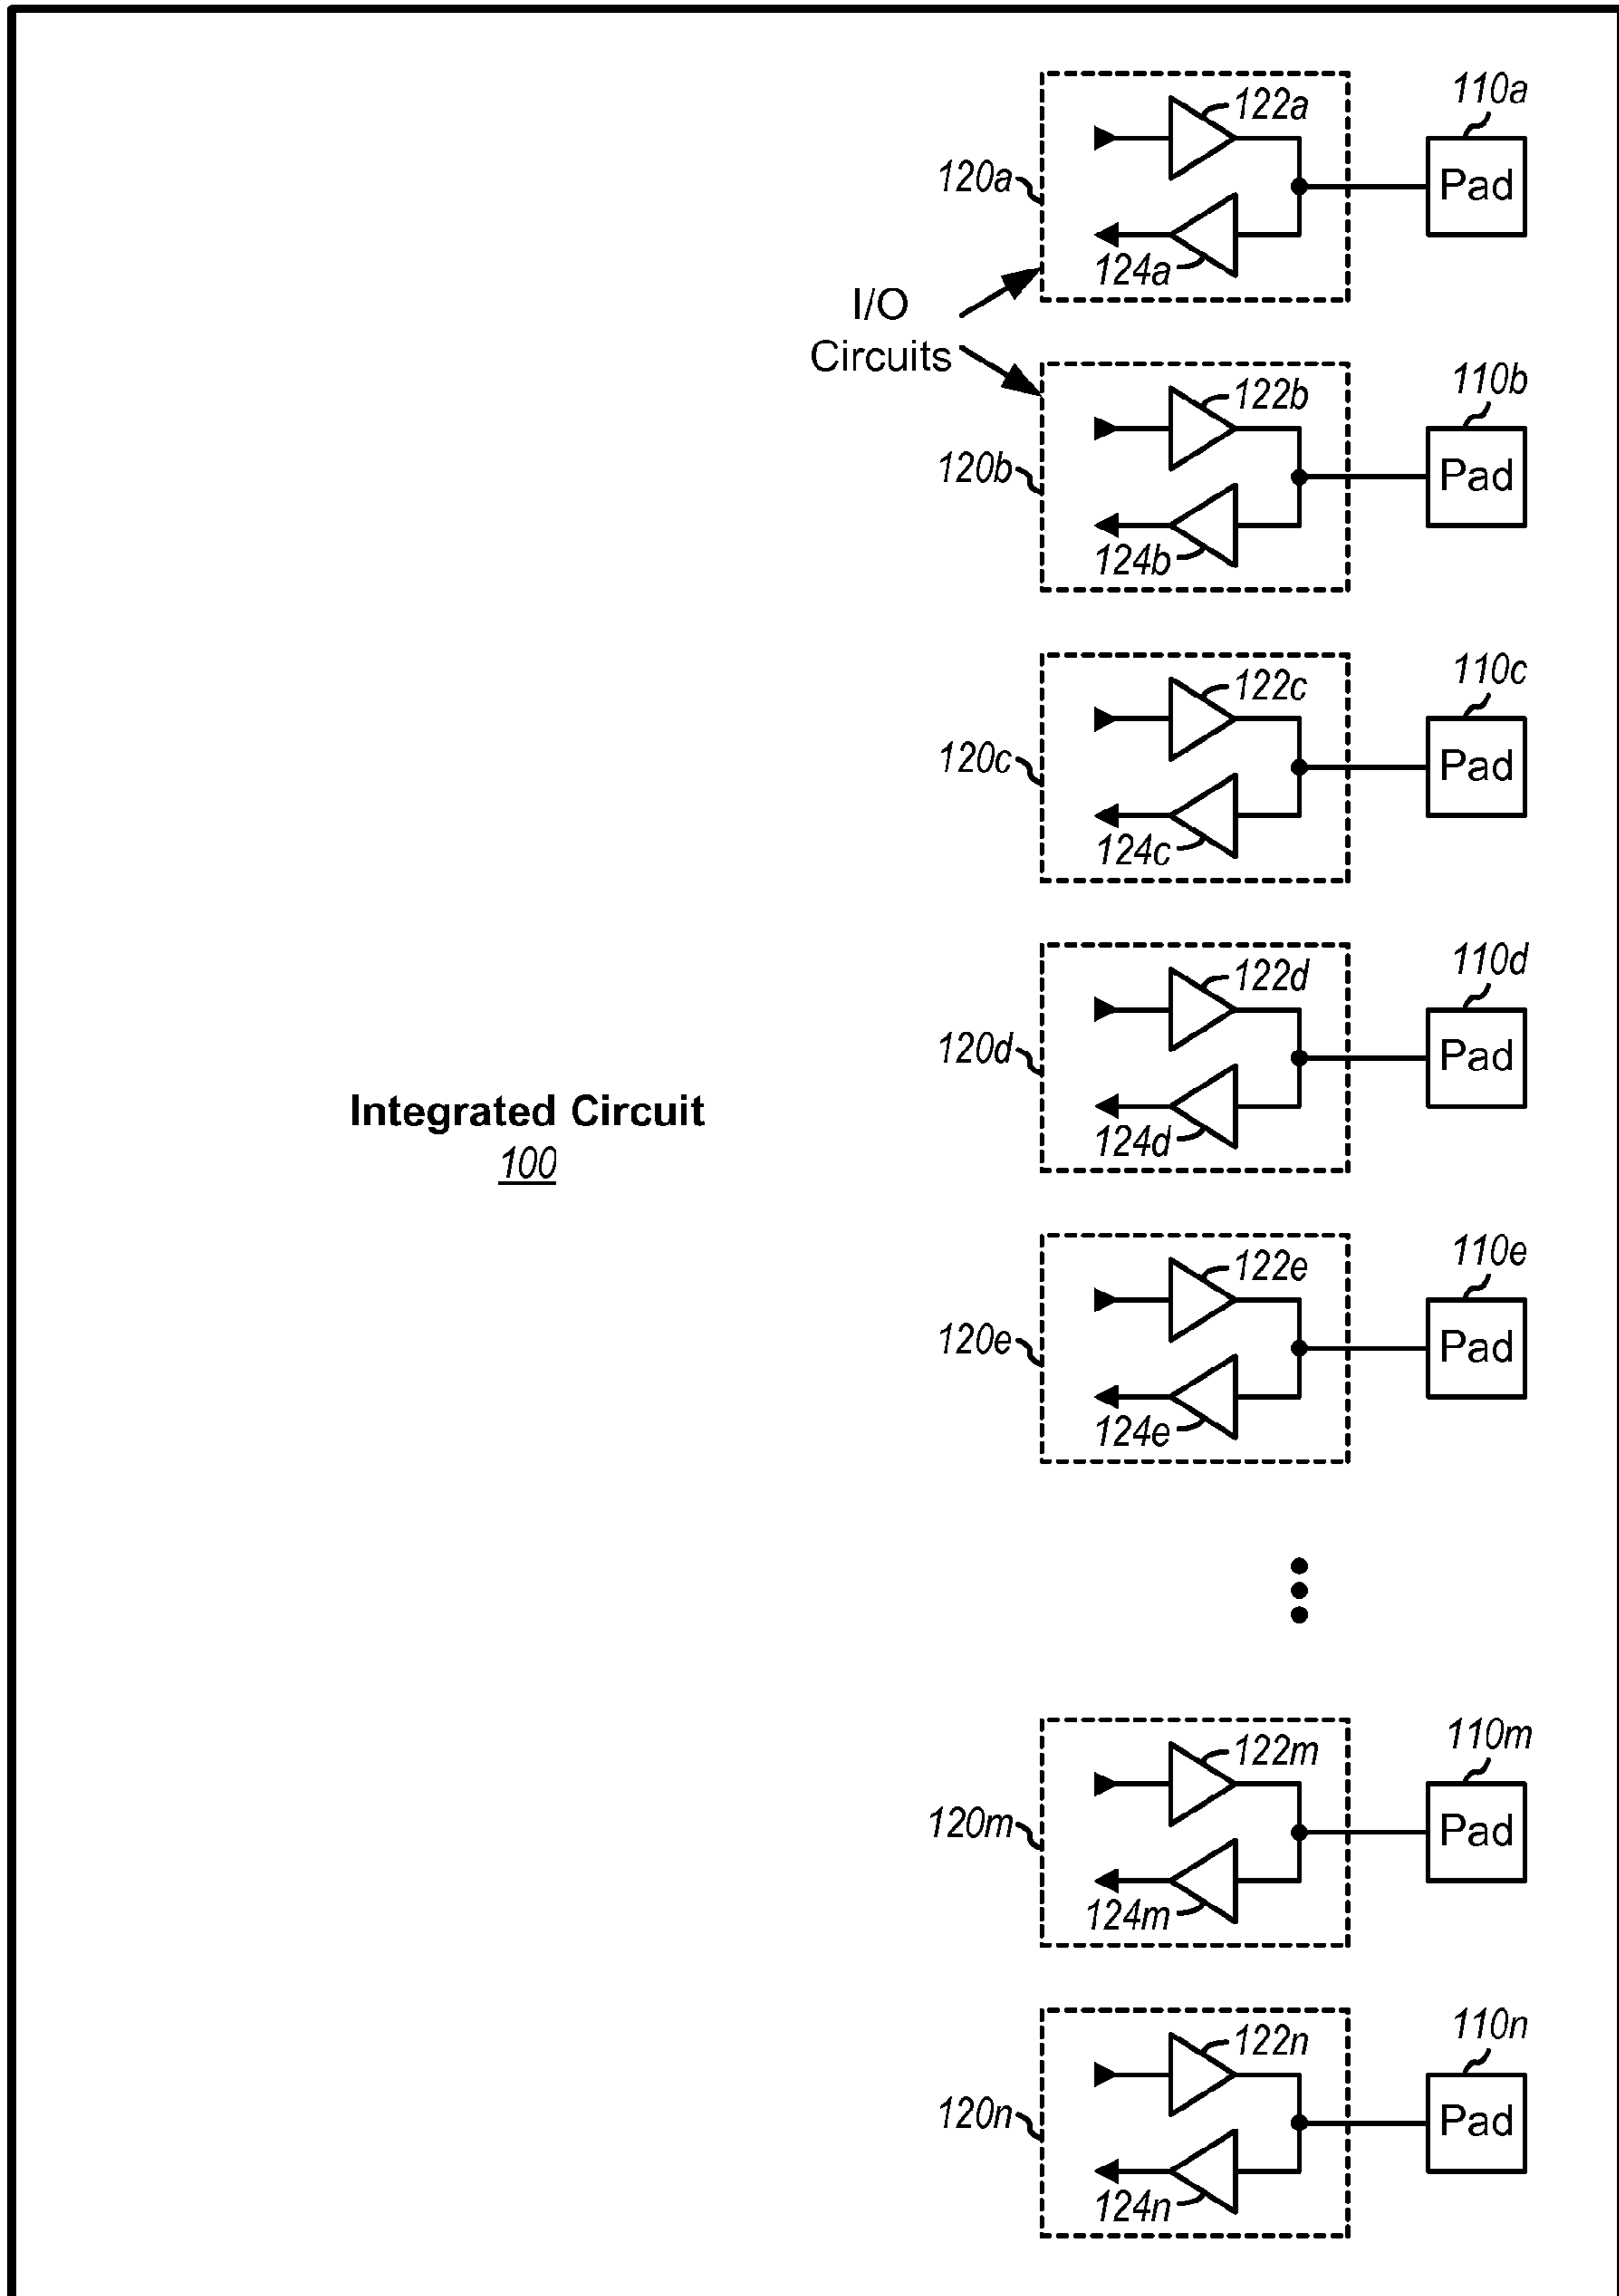 122a
110a
120a
Pad
124a
I/O
Circuits
122b
110b
120b
Pad
124b
122c
110c
120c
Pad
124c
122d
110d
120d
Pad
124d
Integrated Circuit
100
122e
110e
120e
Pad
124e
122m
110m
120m
Pad
124m
122n
110n
120n
Pad
124n